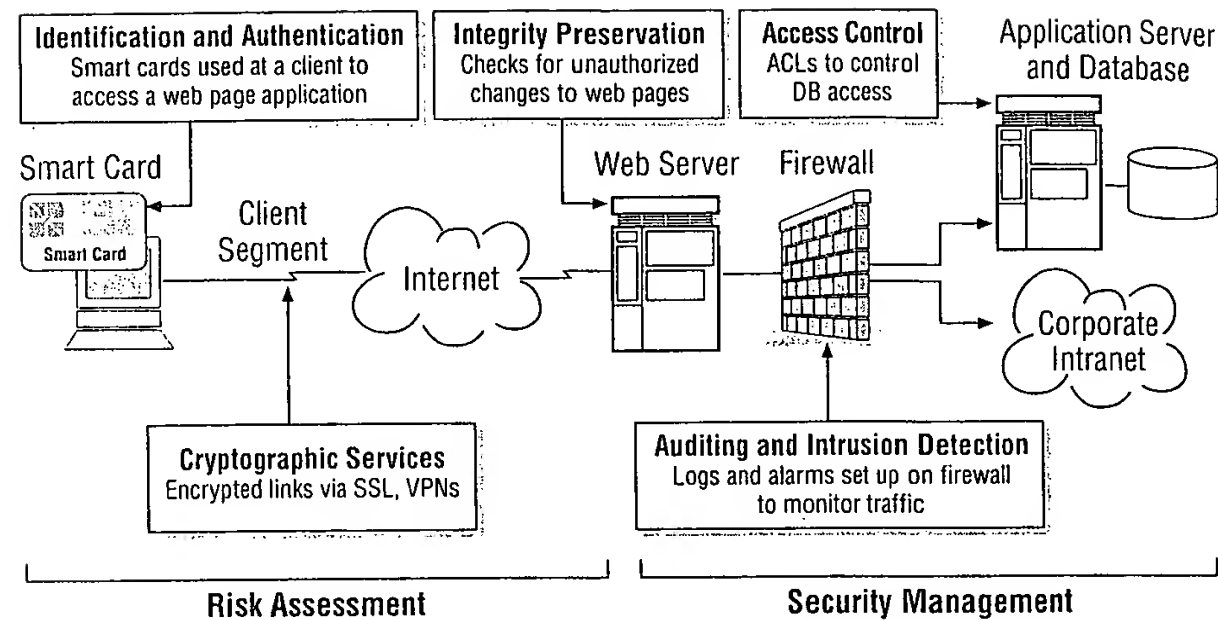 Identification and Authentication
Smart cards used at a client to
access a web page application
Integrity Preservation
Checks for unauthorized
changes to web pages
Access Control
ACLs to control
DB access
Application Server
and Database
Smart Card
Smart Card
Client
Segment
Internet
Web Server
Firewall
Corporate
Intranet
Cryptographic Services
Encrypted links via SSL, VPNs
Auditing and Intrusion Detection
Logs and alarms set up on firewall
to monitor traffic
Risk Assessment
Security Management